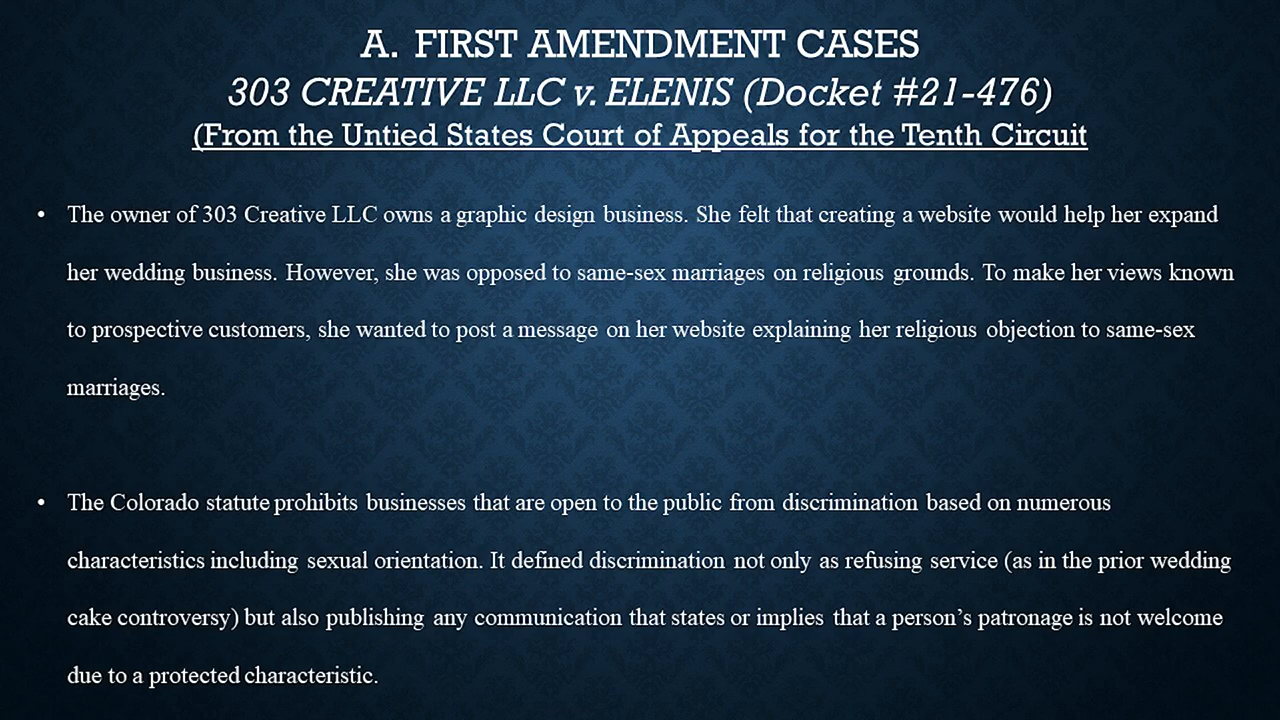 A. FIRST AMENDMENT CASES
303 CREATIVE LLC v. ELENIS (Docket #21-476)
(From the Untied States Court of Appeals for the Tenth Circuit
• The owner of 303 Creative LLC owns a graphic design business. She felt that creating a website would help her expand
her wedding business. However, she was opposed to same-sex marriages on religious grounds. To make her views known
to prospective customers, she wanted to post a message on her website explaining her religious objection to same-sex
marriages.
• The Colorado statute prohibits businesses that are open to the public from discrimination based on numerous
characteristics including sexual orientation. It defined discrimination not only as refusing service (as in the prior wedding
cake controversy) but also publishing any communication that states or implies that a person’s patronage is not welcome
due to a protected characteristic.